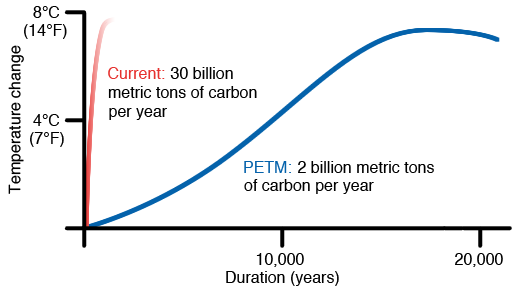 8°C
(14°F)
Current: 30 billion
metric tons of carbon
per year
Temperature change
4°C
(7°F)
PETM: 2 billion metric tons
of carbon per year
10,000
20,000
Duration (years)